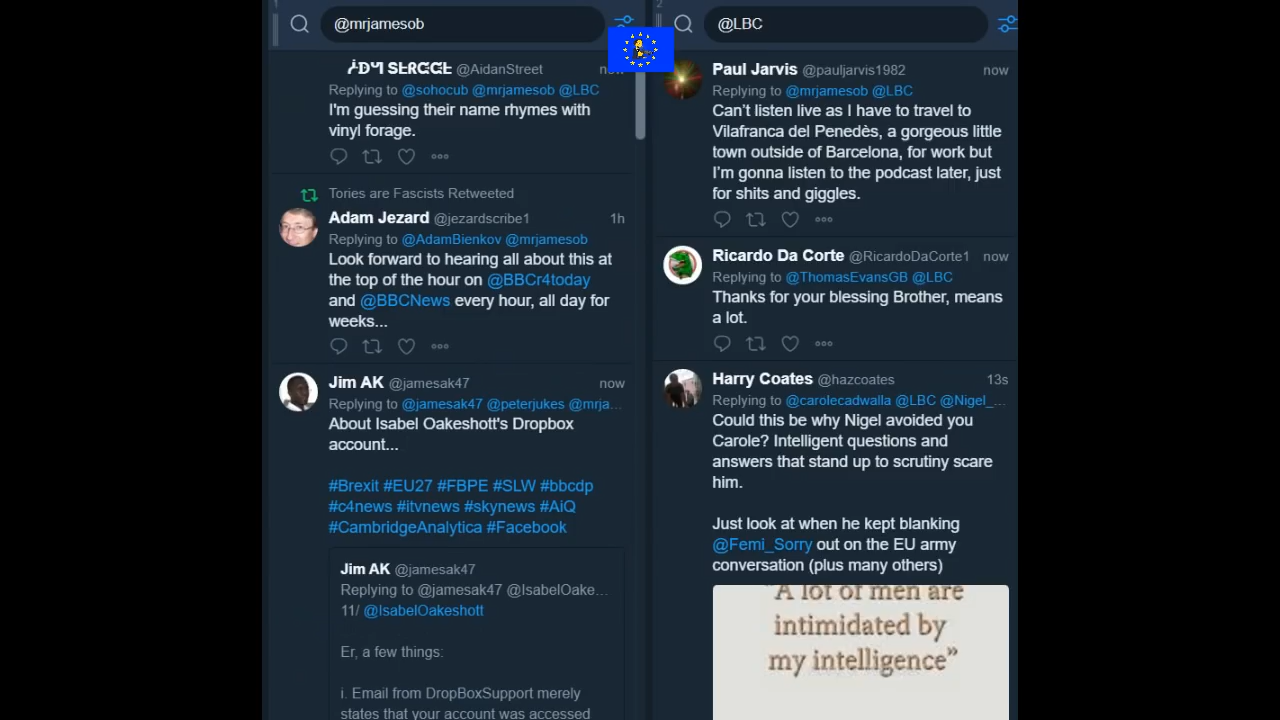 1
@mrjamesob
@AidanStreet
now
Replying to @sohocub @mrjamesob @LBC
I'm guessing their name rhymes with
vinyl forage.
Tories are Fascists Retweeted
Adam Jezard @jezardscribe1
1h
Replying to @AdamBienkov @mrjamesob
Look forward to hearing all about this at
the top of the hour on @BBCr4today
and @BBCNews every hour, all day for
weeks...
Jim AK @jamesak47
now
Replying to @jamesak47 @peterjukes @mrja...
About Isabel Oakeshott's Dropbox
account...
#Brexit #EU27 #FBPE #SLW #bbcdp
#c4news #itvnews #skynews #AiQ
#CambridgeAnalytica #Facebook
Jim AK @jamesak47
Replying to @jamesak47 @IsabelOake...
11/ @IsabelOakeshott
Er, a few things:
i. Email from DropBoxSupport merely
states that your account was accessed
2
@LBC
Paul Jarvis @pauljarvis1982
now
Replying to @mrjamesob @LBC
Can't listen live as I have to travel to
Vilafranca del Penedès, a gorgeous little
town outside of Barcelona, for work but
I'm gonna listen to the podcast later, just
for shits and giggles.
Ricardo Da Corte @RicardoDaCorte1
now
Replying to @ThomasEvansGB @LBC
Thanks for your blessing Brother, means
a lot.
Harry Coates @hazcoates
13s
Replying to @carolecadwalla @LBC @Nigel_...
Could this be why Nigel avoided you
Carole? Intelligent questions and
answers that stand up to scrutiny scare
him.
Just look at when he kept blanking
@Femi_Sorry out on the EU army
conversation (plus many others)
"A lot of men are
intimidated by
my intelligence"